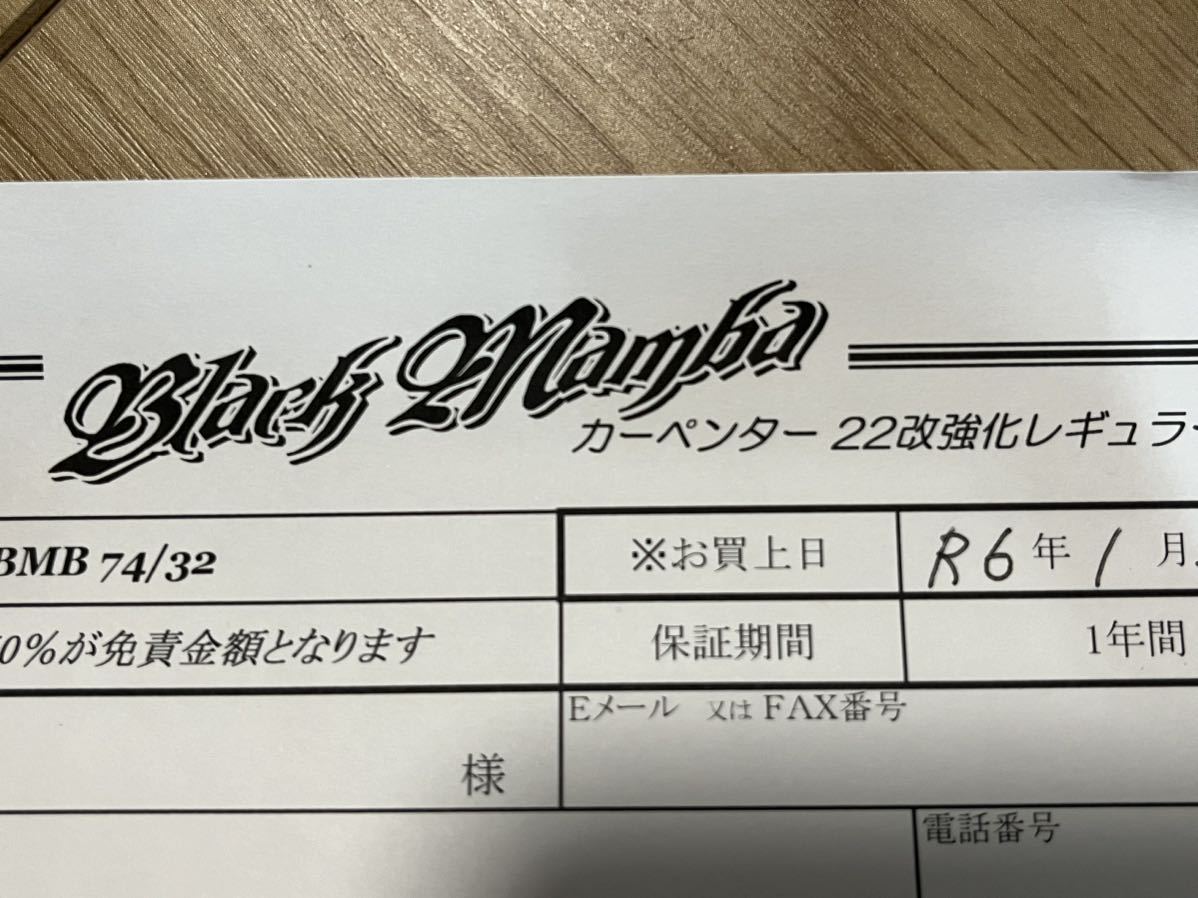 Black Mamba
カーペンター 22改強化レギュラー
BMB 74/32
※お買上日
R6年 1月
0%が免責金額となります
保証期間
1年間
Eメール 又は FAX番号
様
電話番号